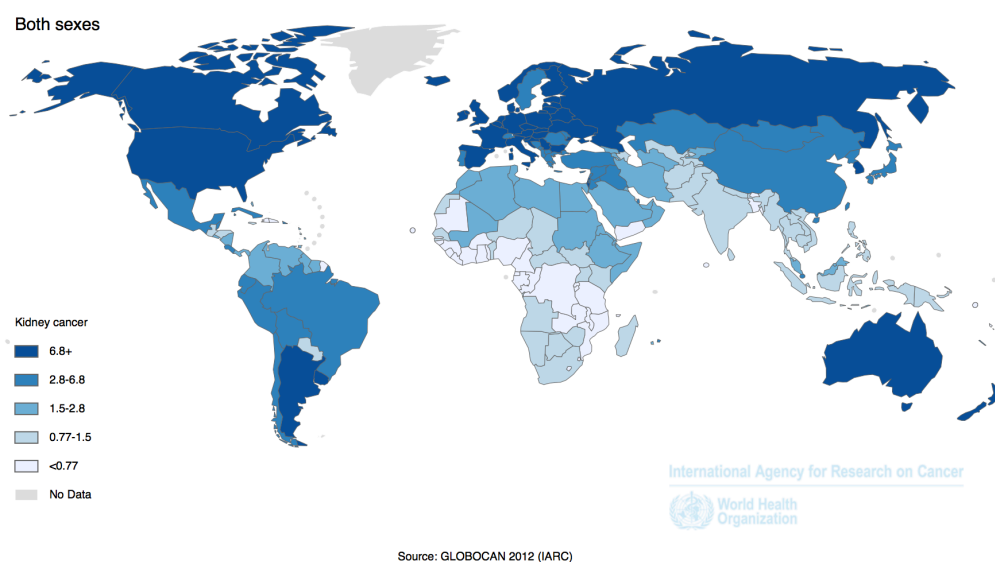 Both sexes
Kidney cancer
6.8+
2.8-6.8
1.5-2.8
0.77-1.5
<0.77
No Data
International Agency for Research on Cancer
World Health
Organization
Source: GLOBOCAN 2012 (IARC)